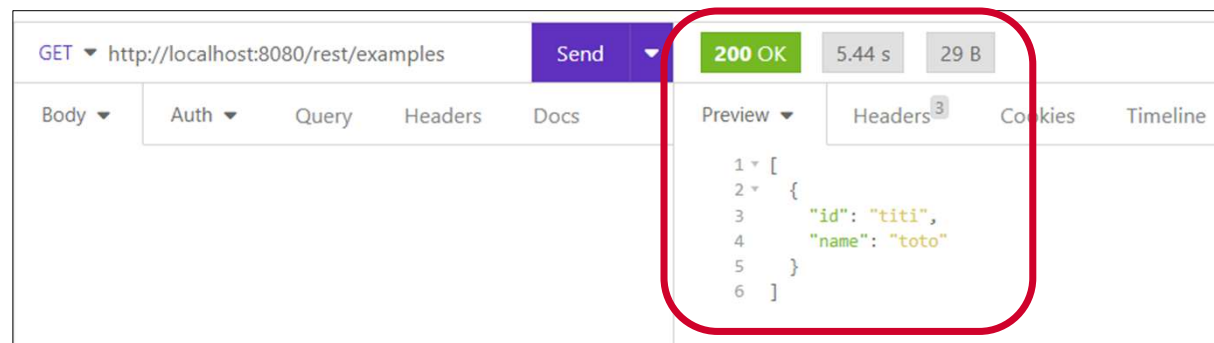 GET http://localhost:8080/rest/examples Send 200 OK 5.44 s 29 B
Body Auth Query Headers Docs Preview Headers 3 Cookies Timeline
1 [
2 {
3 "id": "titi",
4 "name": "toto"
5 }
6 ]